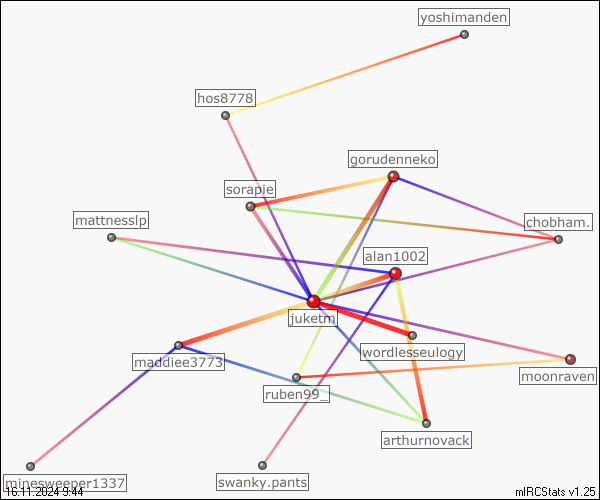 yoshimanden
hos8778
gorudenneko
sorapie
mattnesslp
chobham.
alan1002
juketm
wordlesseulogy
maddiee3773
moonraven
ruben99_
arthurnovack
minesweeper1337
swanky.pants
16.11.2024 9:44
mIRCStats v1.25